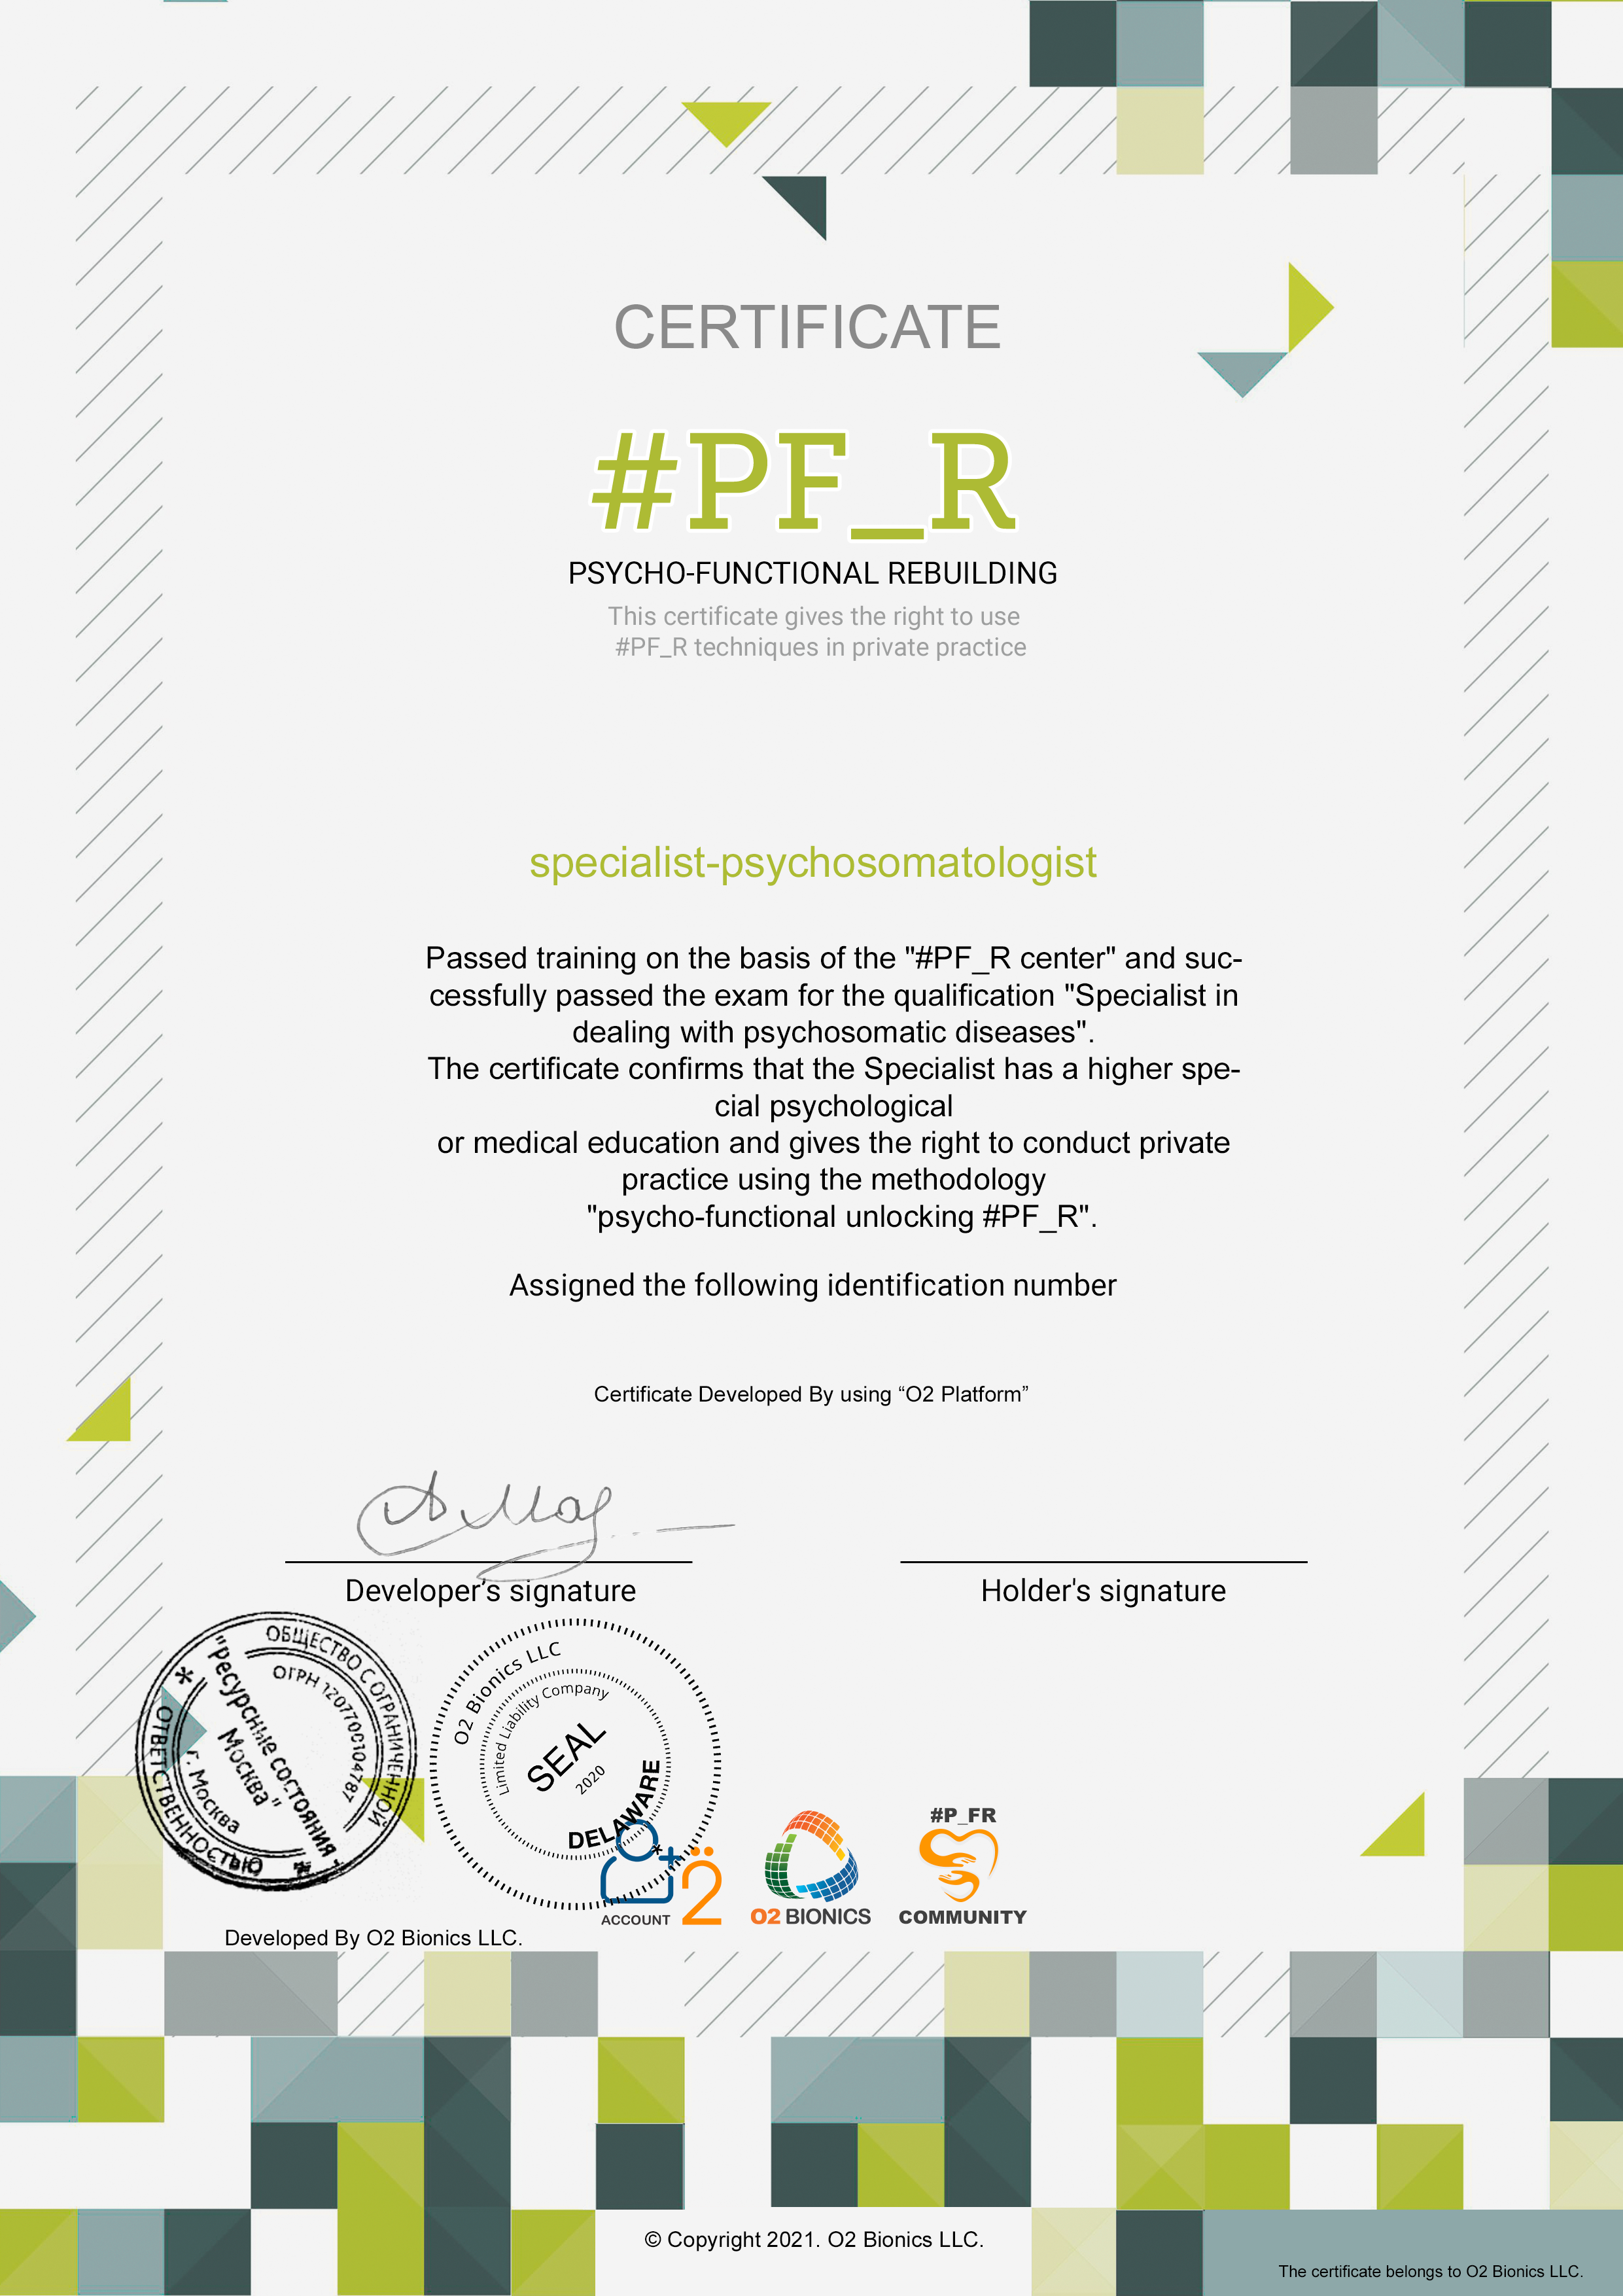 CERTIFICATE
#PF_R
PSYCHO-FUNCTIONAL REBUILDING
This certificate gives the right to use
#PF_R techniques in private practice
specialist-psychosomatologist
Passed training on the basis of the "#PF_R center" and suc-
cessfully passed the exam for the qualification "Specialist in
dealing with psychosomatic diseases".
The certificate confirms that the Specialist has a higher spe-
cial psychological
or medical education and gives the right to conduct private
practice using the methodology
"psycho-functional unlocking #PF_R".
Assigned the following identification number
Certificate Developed By using “O2 Platform”
Developer’s signature
Holder's signature
ОБЩЕСТВО С ОГРАНИЧЕННОЙ
ОТВЕТСТВЕННОСТЬЮ
ОГРН 1207700104787
г. Москва
"Ресурсные состояния
Москва"
O2 Bionics LLC
Limited Liability Company
SEAL
2020
DELAWARE
ACCOUNT
2
O2 BIONICS
#P_FR
COMMUNITY
Developed By O2 Bionics LLC.
© Copyright 2021. O2 Bionics LLC.
The certificate belongs to O2 Bionics LLC.